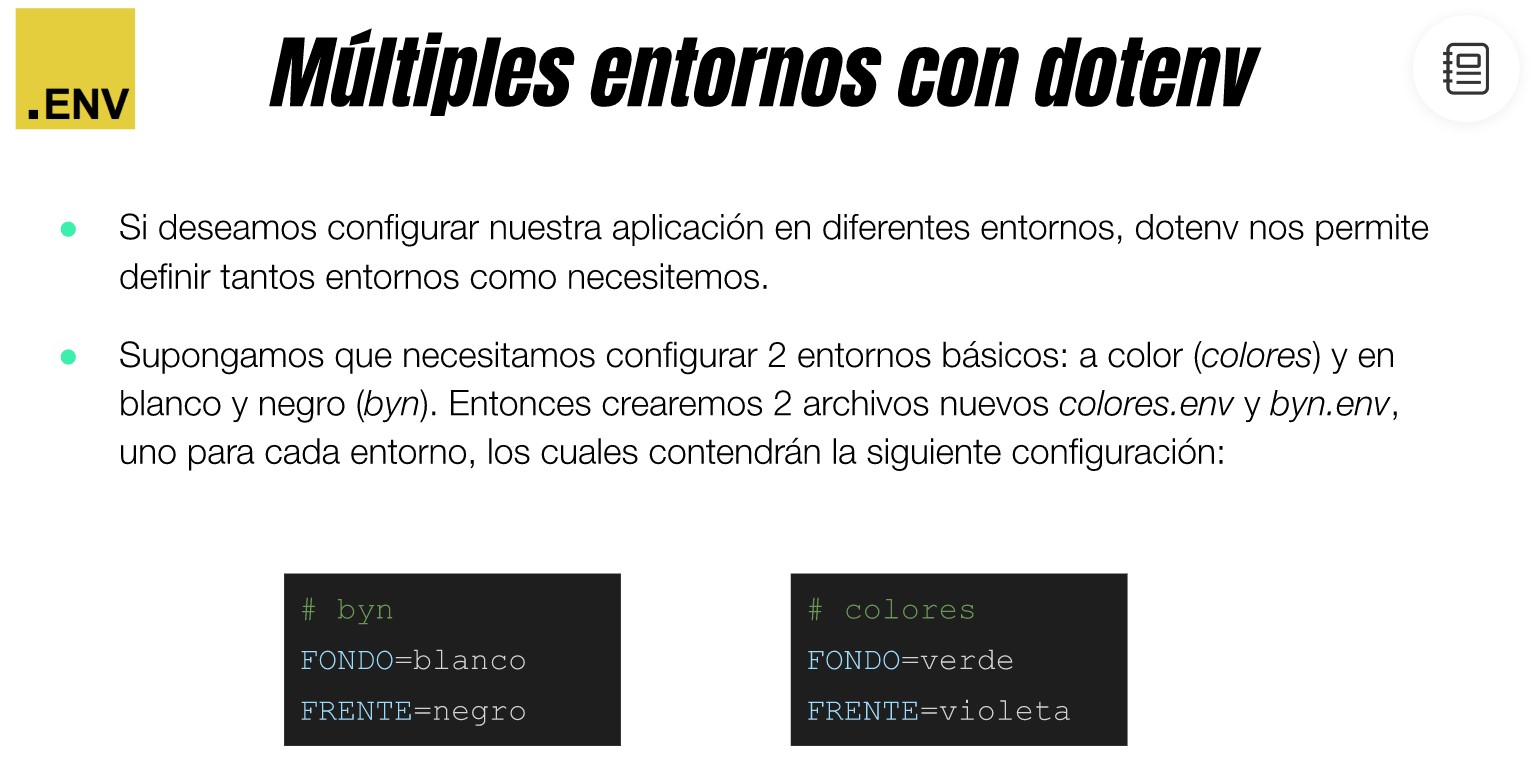 .ENV
Múltiples entornos con dotenv
Si deseamos configurar nuestra aplicación en diferentes entornos, dotenv nos permite
definir tantos entornos como necesitemos.
Supongamos que necesitamos configurar 2 entornos básicos: a color (colores) y en
blanco y negro (byn). Entonces crearemos 2 archivos nuevos colores.env y byn.env,
uno para cada entorno, los cuales contendrán la siguiente configuración:
# byn
FONDO=blanco
FRENTE=negro
# colores
FONDO=verde
FRENTE=violeta